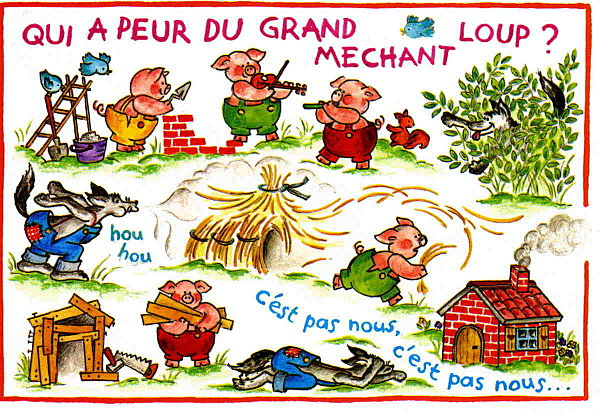 QUI A PEUR DU GRAND
MECHANT LOUP ?
hou
hou
c'est pas nous,
c'est pas nous...